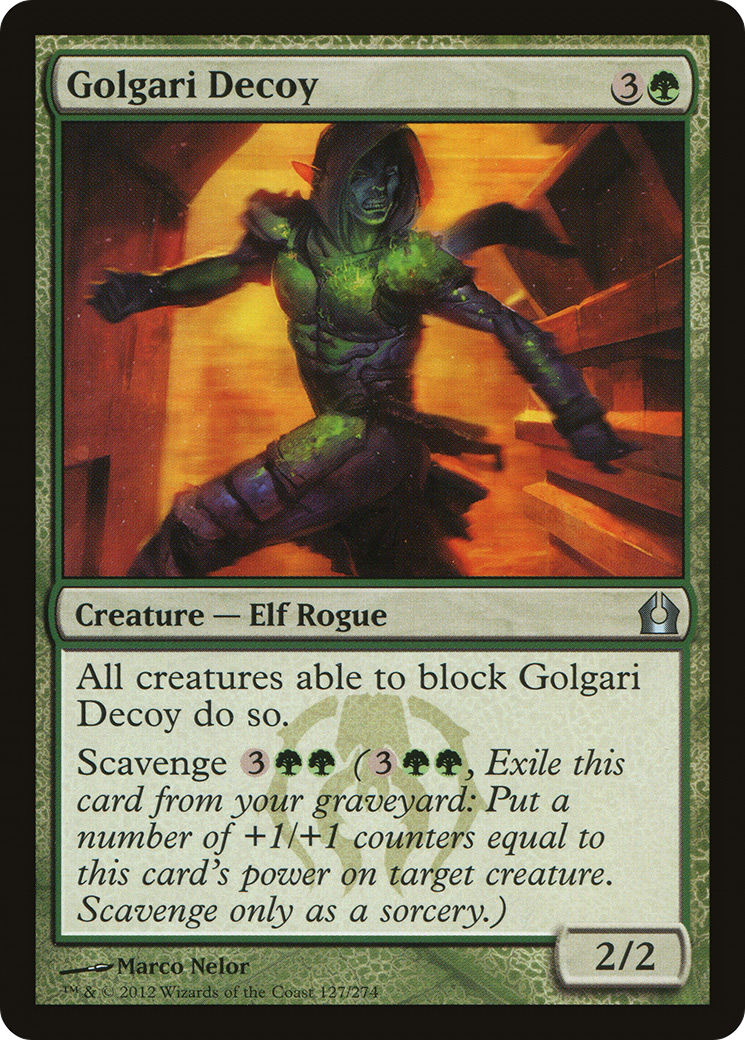 Golgari Decoy 3
Creature — Elf Rogue
All creatures able to block Golgari
Decoy do so.
Scavenge 3 (3, Exile this
card from your graveyard: Put a
number of +1/+1 counters equal to
this card's power on target creature.
Scavenge only as a sorcery.)
2/2
Marco Nelor
™ & © 2012 Wizards of the Coast 127/274